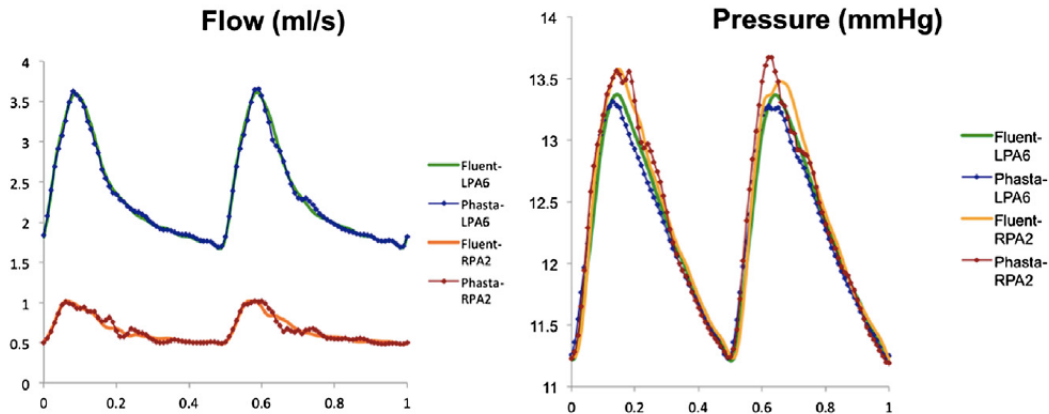 Flow (ml/s)
4
3.5
3
2.5
2
1.5
1
0.5
0
0
0.2
0.4
0.6
0.8
1
Fluent-
LPA6
Phasta-
LPA6
Fluent-
RPA2
Phasta-
RPA2
Pressure (mmHg)
14
13.5
13
12.5
12
11.5
11
0
0.2
0.4
0.6
0.8
1
Fluent-
LPA6
Phasta-
LPA6
Fluent-
RPA2
Phasta-
RPA2